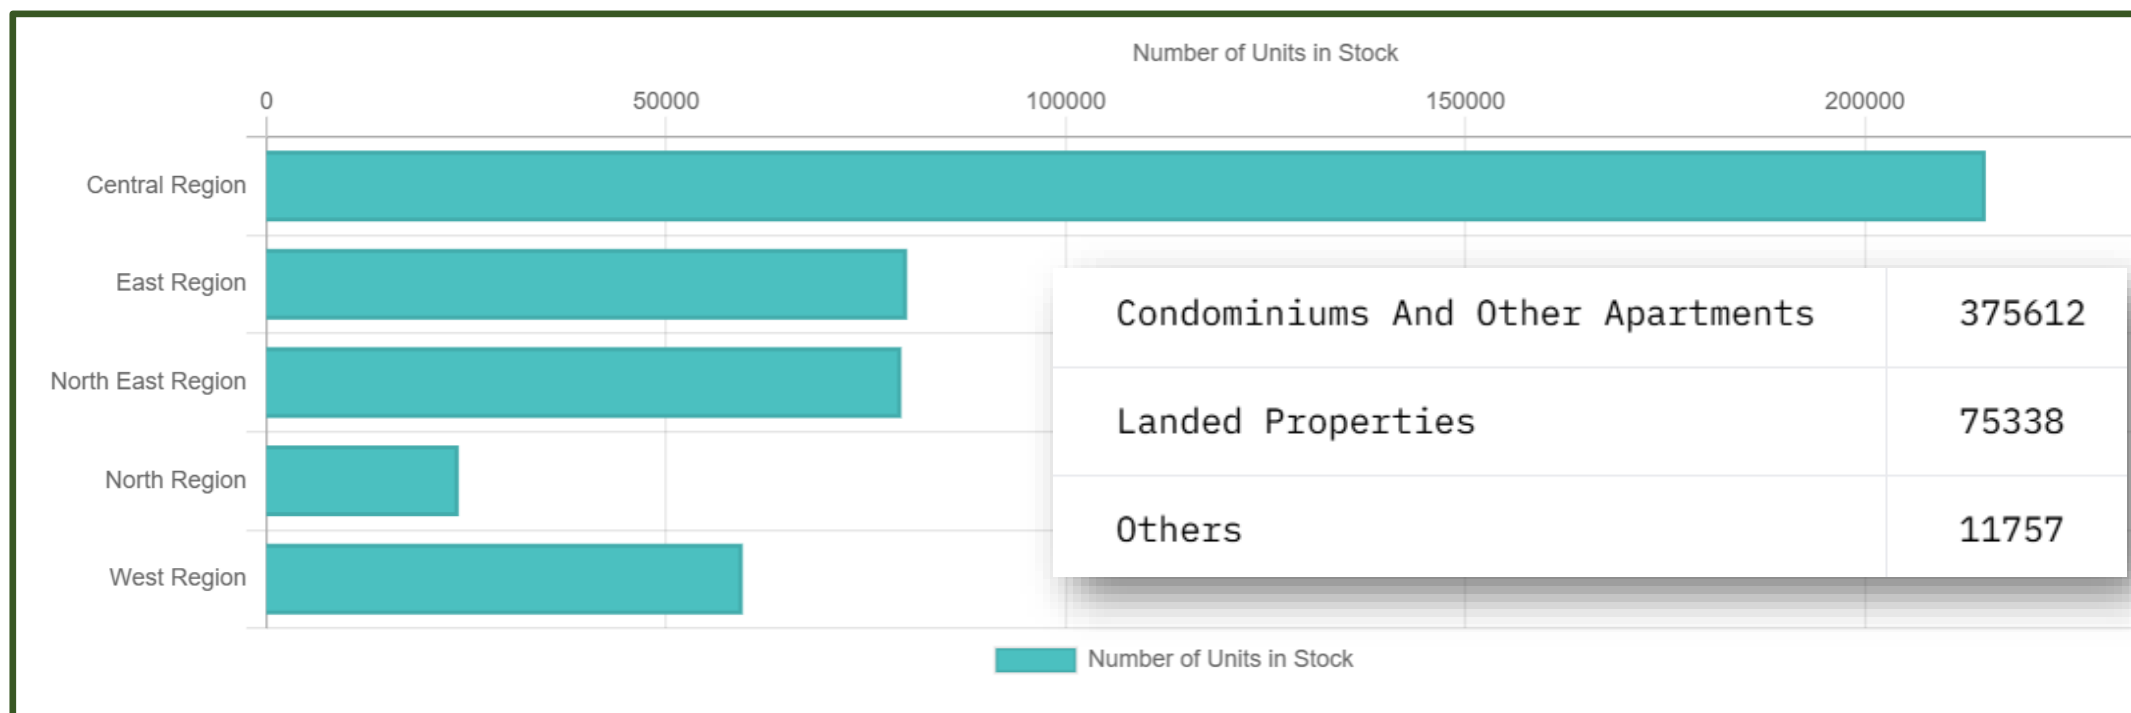 Number of Units in Stock
0 50000 100000 150000 200000
Central Region
East Region
North East Region
North Region
West Region
Condominiums And Other Apartments 375612
Landed Properties 75338
Others 11757
Number of Units in Stock